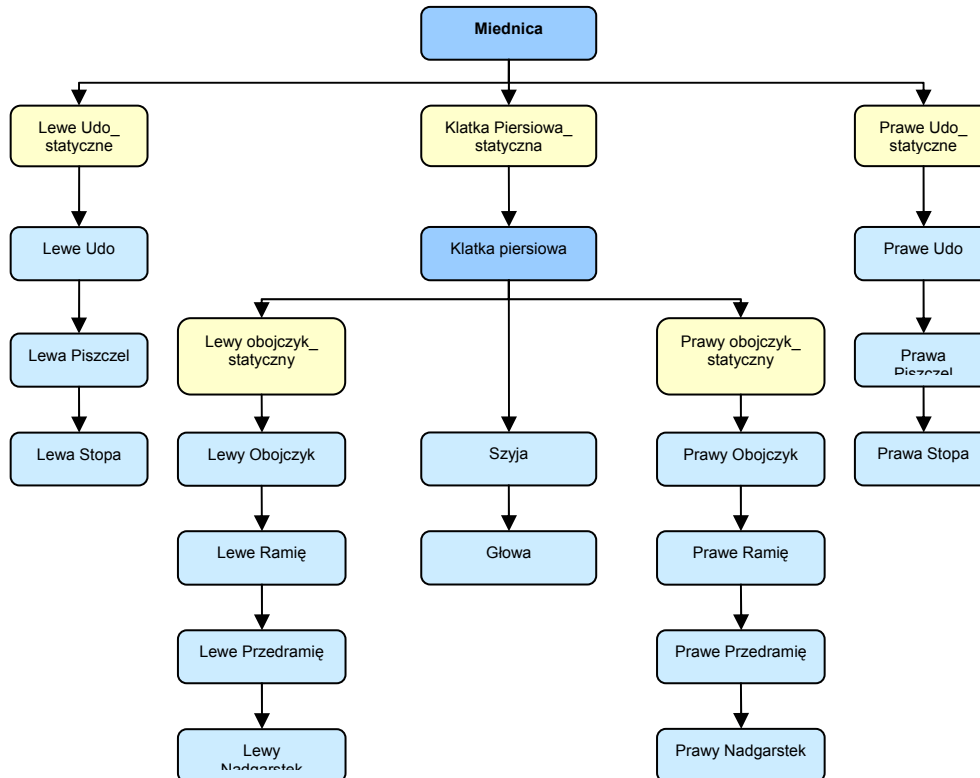 Miednica
Lewe Udo_
statyczne
Klatka Piersiowa_
statyczna
Prawe Udo_
statyczne
Lewe Udo
Klatka piersiowa
Prawe Udo
Lewa Piszczel
Lewy obojczyk_
statyczny
Prawy obojczyk_
statyczny
Prawa
Piszczel
Lewa Stopa
Lewy Obojczyk
Szyja
Prawy Obojczyk
Prawa Stopa
Lewe Ramię
Głowa
Prawe Ramię
Lewe Przedramię
Prawe Przedramię
Lewy
Nadgarstek
Prawy Nadgarstek